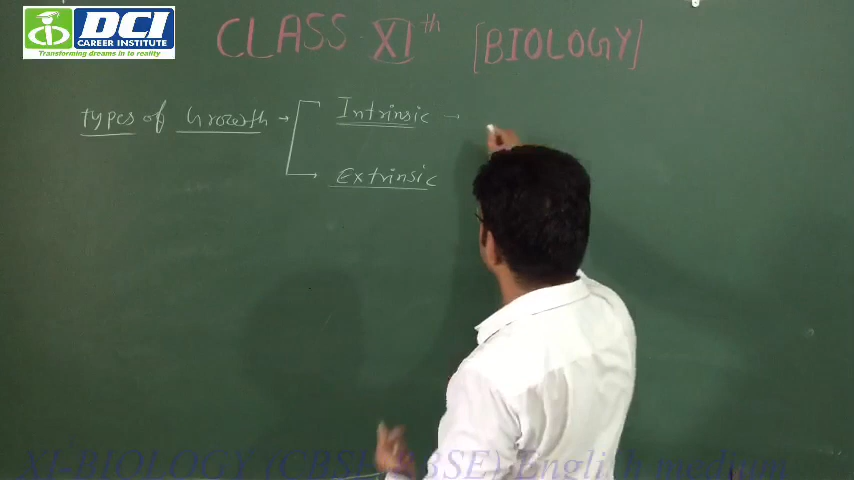 DCI
CAREER INSTITUTE
Transforming dreams in to reality
CLASS XIth [BIOLOGY]
types of Growth → Intrinsic →
→ Extrinsic
XI-BIOLOGY (CBSE/RBSE) English medium